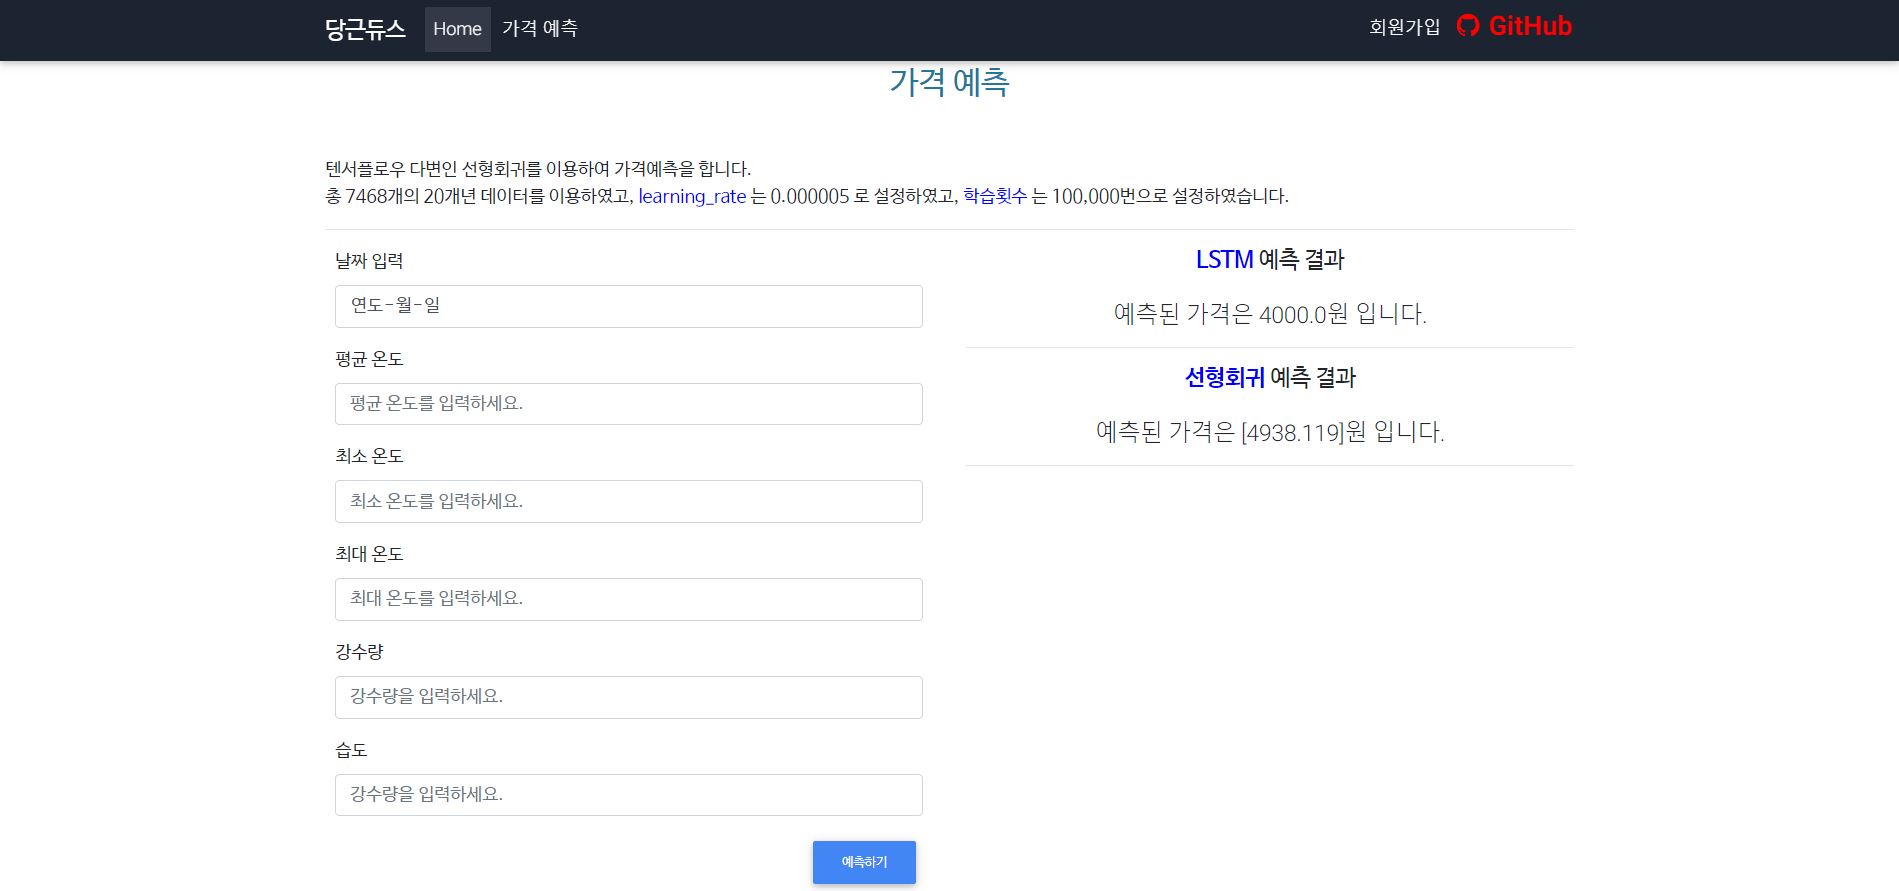 당근듀스 Home 가격 예측 회원가입 GitHub
가격 예측
텐서플로우 다변인 선형회귀를 이용하여 가격예측을 합니다.
총 7468개의 20개년 데이터를 이용하였고, learning_rate 는 0.000005 로 설정하였고, 학습횟수 는 100,000번으로 설정하였습니다.
날짜 입력
연도-월-일
평균 온도
평균 온도를 입력하세요.
최소 온도
최소 온도를 입력하세요.
최대 온도
최대 온도를 입력하세요.
강수량
강수량을 입력하세요.
습도
강수량을 입력하세요.
예측하기
LSTM 예측 결과
예측된 가격은 4000.0원 입니다.
선형회귀 예측 결과
예측된 가격은 [4938.119]원 입니다.